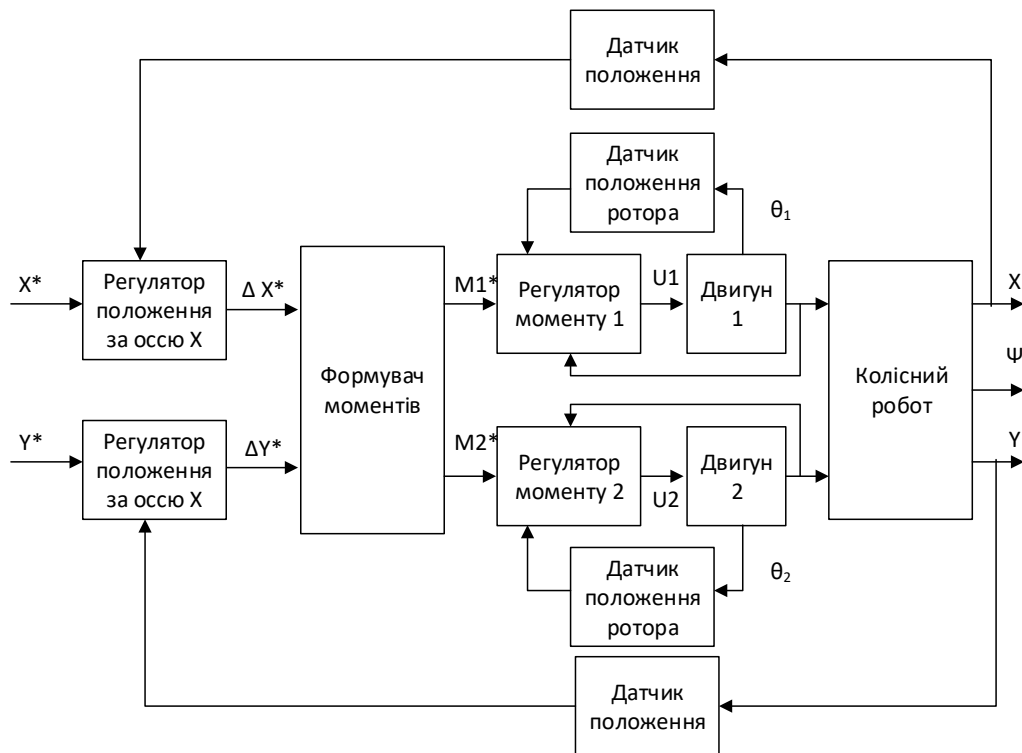 Датчик
положення
Датчик
положення
ротора
θ₁
X*
Регулятор
положення
за оссю X
Δ X*
M1*
Регулятор
моменту 1
U1
Двигун
1
X
Ψ
Формувач
моментів
Колісний
робот
Y*
Регулятор
положення
за оссю X
ΔY*
M2*
Регулятор
моменту 2
U2
Двигун
2
Y
Датчик
положення
ротора
θ₂
Датчик
положення